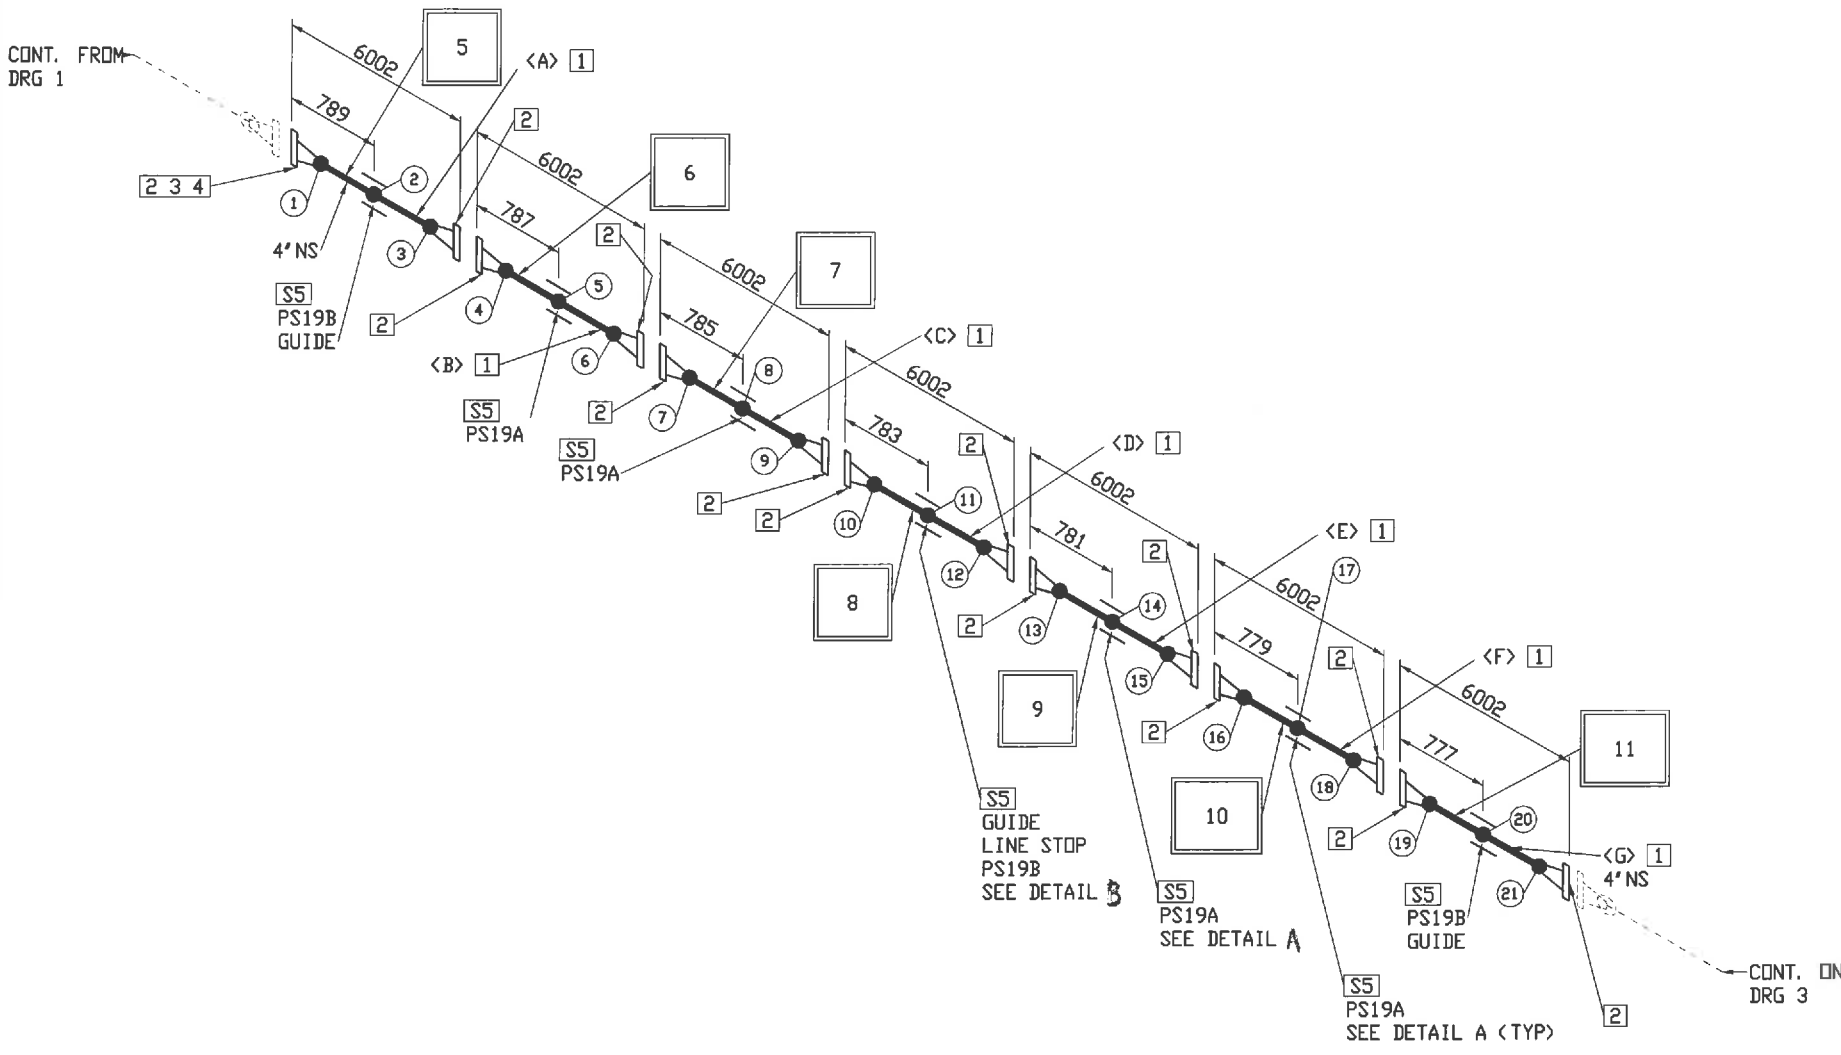 CONT. FROM
DRG 1
6002
5
<A> 1
789
2
2 3 4
1
2
4"NS
3
S5
PS19B
GUIDE
6002
6
787
2
5
4
2
6
<B> 1
S5
PS19A
6002
7
785
<C> 1
8
2
7
9
S5
PS19A
2
6002
783
2
<D> 1
11
2
10
12
8
S5
GUIDE
LINE STOP
PS19B
SEE DETAIL B
6002
781
2
<E> 1
17
14
2
13
15
9
S5
PS19A
SEE DETAIL A
6002
779
2
<F> 1
2
16
18
10
S5
PS19A
SEE DETAIL A (TYP)
6002
777
11
20
2
19
<G> 1
4"NS
21
S5
PS19B
GUIDE
2
CONT. ON
DRG 3